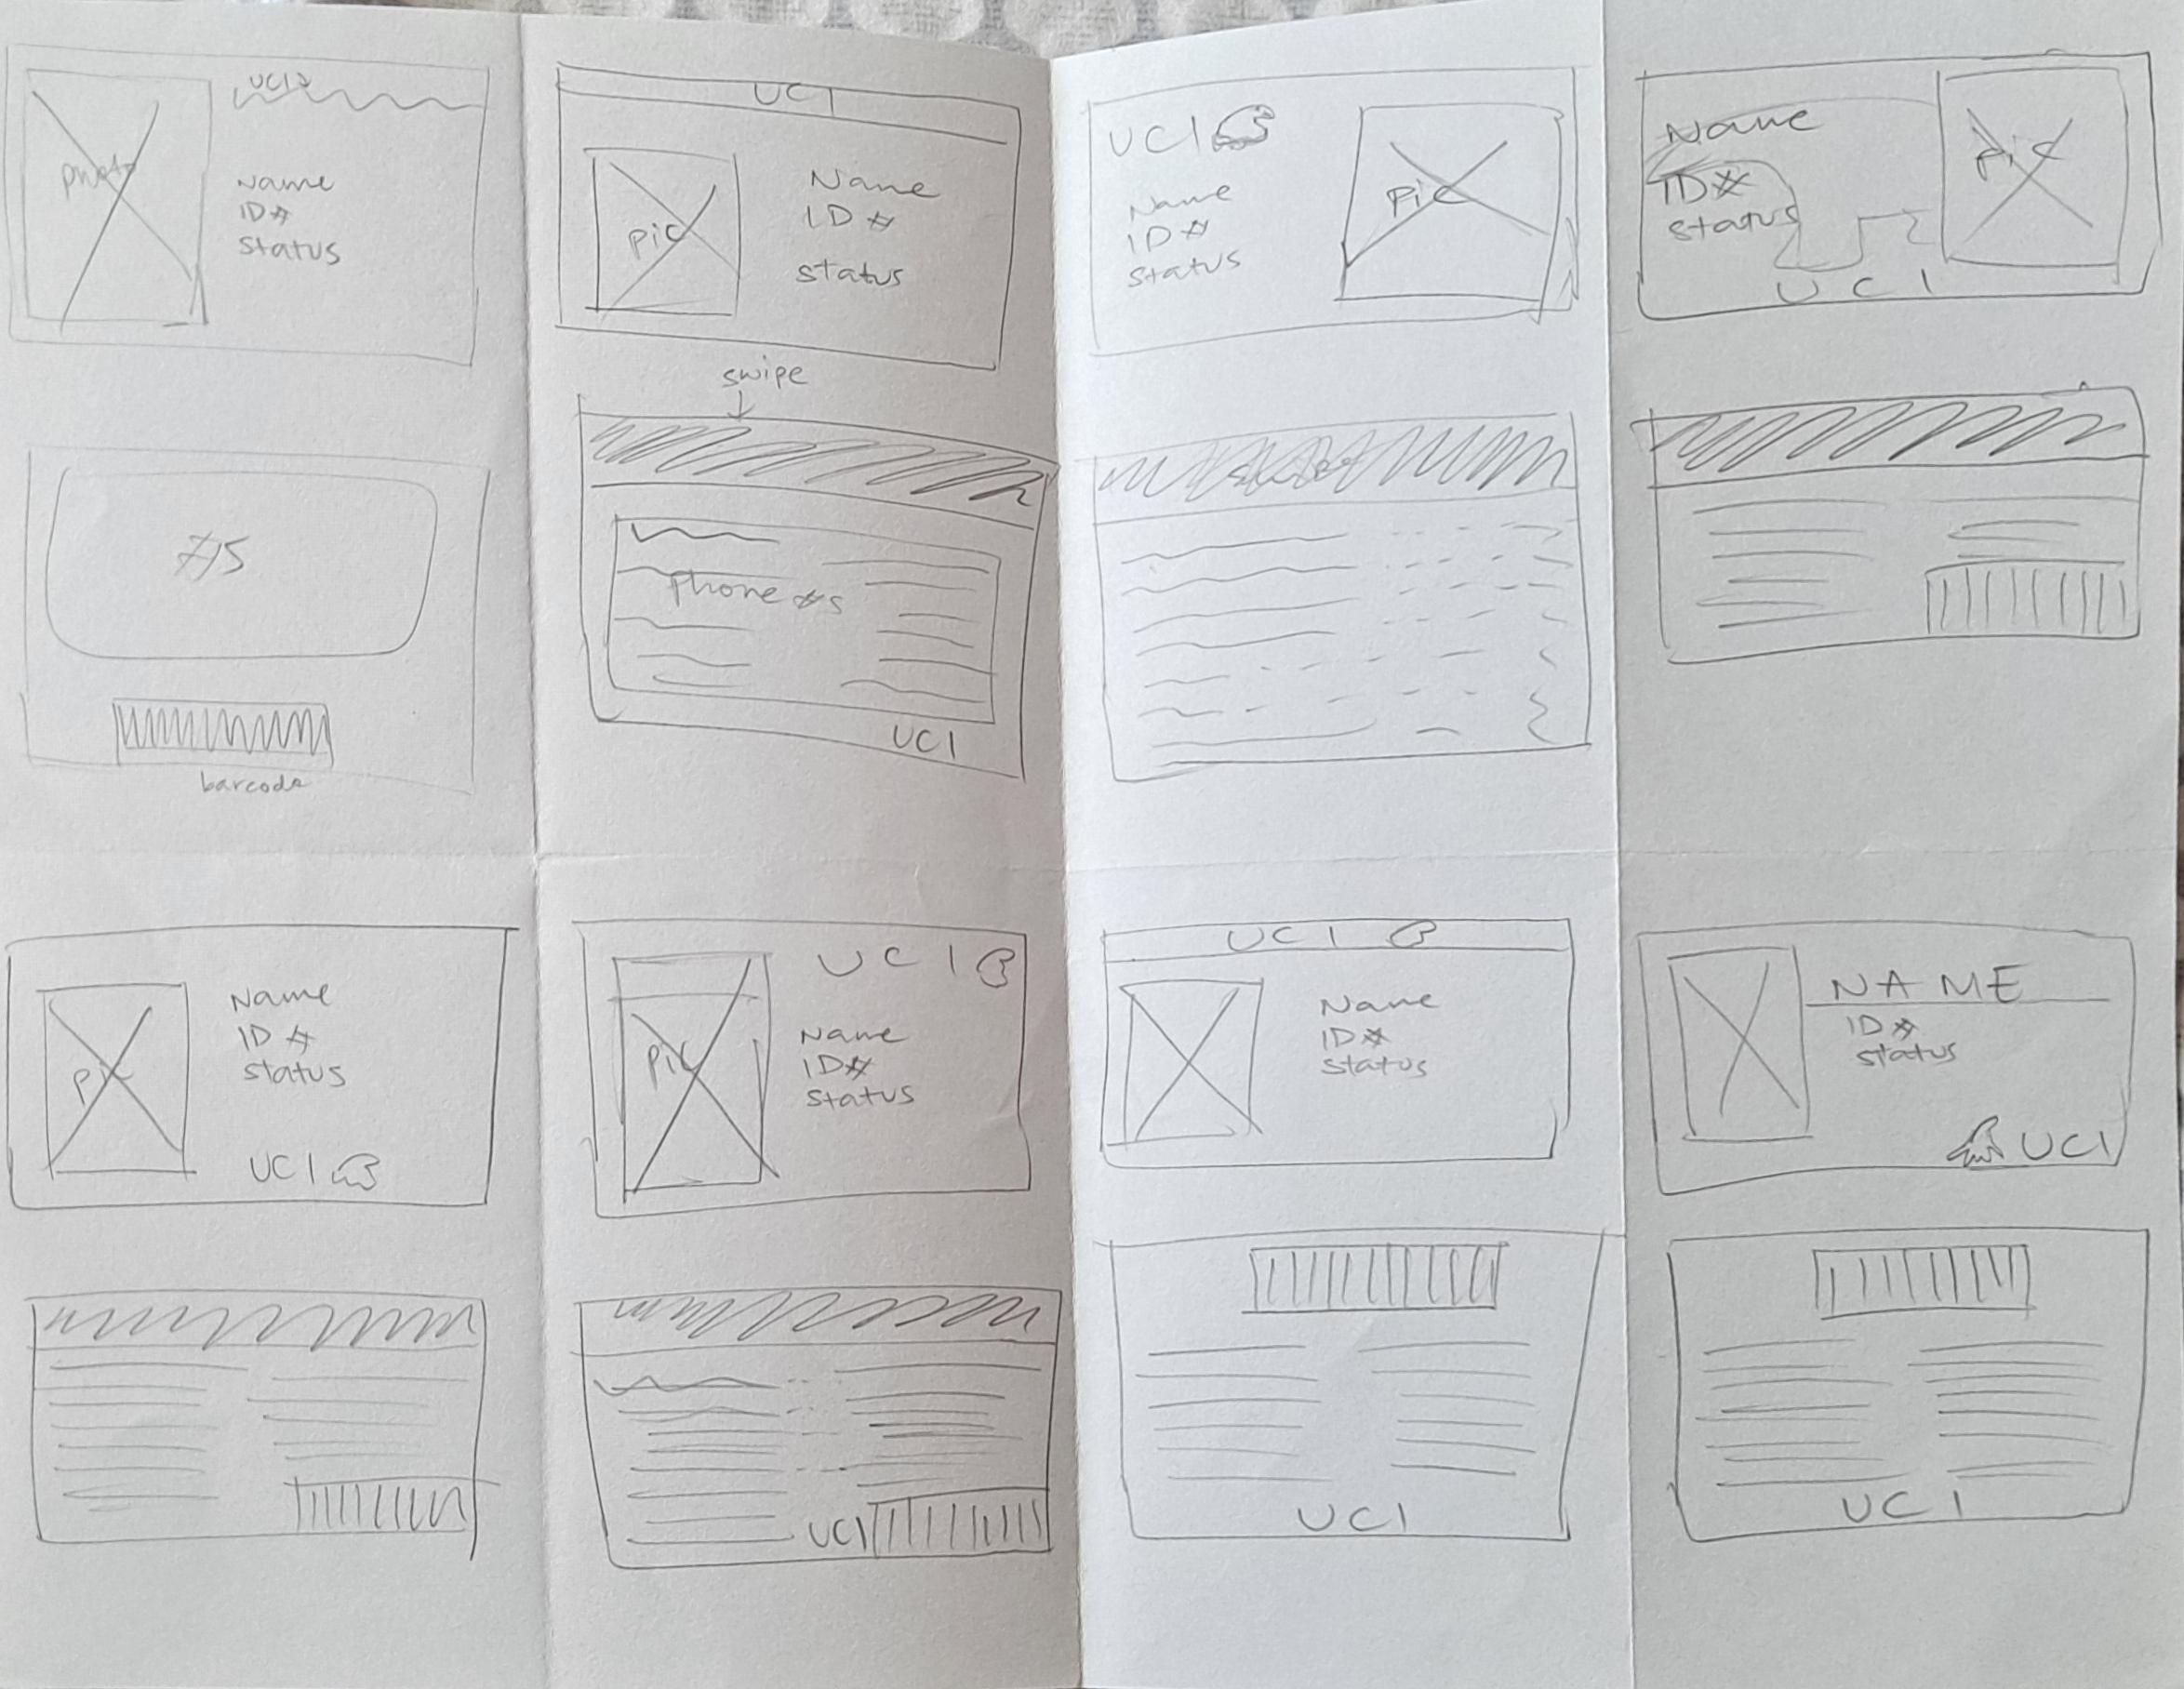 UCI
photo
Name
ID#
Status
#s
barcode
UCI
pic
Name
ID #
Status
swipe
Phone #s
UCI
UCI
Name
ID #
Status
pic
Name
ID #
Status
pic
UCI
pic
Name
ID #
Status
UCI
UCI
pic
Name
ID#
Status
UCI
UCI
Name
ID#
Status
UCI
NAME
ID#
Status
UCI
UCI